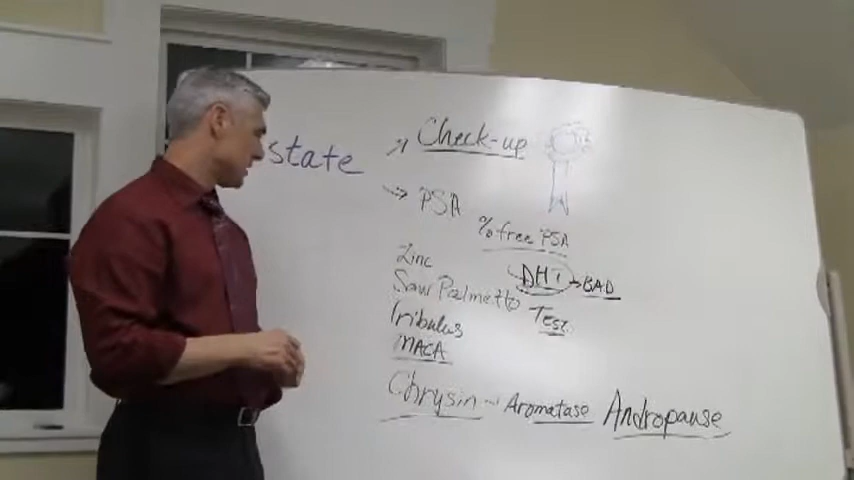 state
Check-up
PSA
% free PSA
Zinc
DHT → BAD
Saw Palmetto
Test.
Tribulus
MACA
Chrysin → Aromatase
Andropause